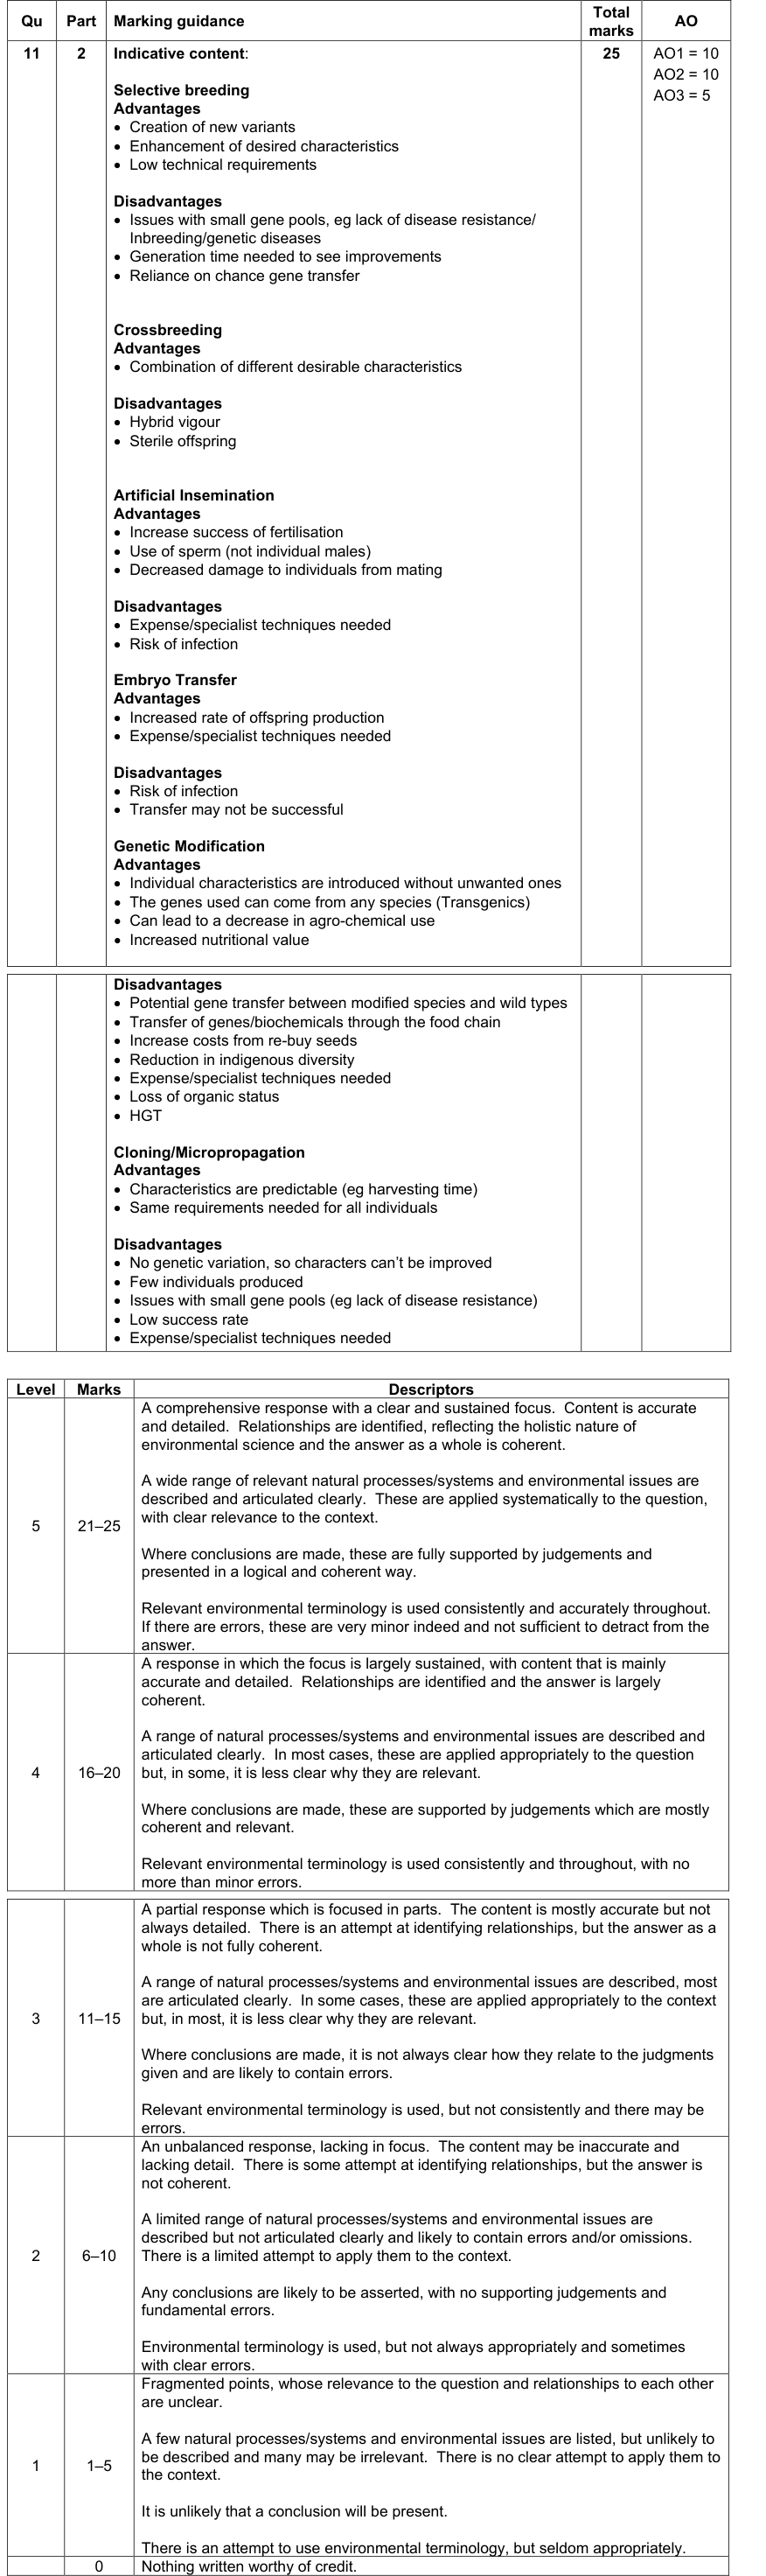 Qu Part Marking guidance Total marks AO
11 2 Indicative content: 25 AO1 = 10
AO2 = 10
AO3 = 5
Selective breeding
Advantages
• Creation of new variants
• Enhancement of desired characteristics
• Low technical requirements
Disadvantages
• Issues with small gene pools, eg lack of disease resistance/
Inbreeding/genetic diseases
• Generation time needed to see improvements
• Reliance on chance gene transfer
Crossbreeding
Advantages
• Combination of different desirable characteristics
Disadvantages
• Hybrid vigour
• Sterile offspring
Artificial Insemination
Advantages
• Increase success of fertilisation
• Use of sperm (not individual males)
• Decreased damage to individuals from mating
Disadvantages
• Expense/specialist techniques needed
• Risk of infection
Embryo Transfer
Advantages
• Increased rate of offspring production
• Expense/specialist techniques needed
Disadvantages
• Risk of infection
• Transfer may not be successful
Genetic Modification
Advantages
• Individual characteristics are introduced without unwanted ones
• The genes used can come from any species (Transgenics)
• Can lead to a decrease in agro-chemical use
• Increased nutritional value
Disadvantages
• Potential gene transfer between modified species and wild types
• Transfer of genes/biochemicals through the food chain
• Increase costs from re-buy seeds
• Reduction in indigenous diversity
• Expense/specialist techniques needed
• Loss of organic status
• HGT
Cloning/Micropropagation
Advantages
• Characteristics are predictable (eg harvesting time)
• Same requirements needed for all individuals
Disadvantages
• No genetic variation, so characters can't be improved
• Few individuals produced
• Issues with small gene pools (eg lack of disease resistance)
• Low success rate
• Expense/specialist techniques needed
Level Marks Descriptors
5 21–25
A comprehensive response with a clear and sustained focus. Content is accurate
and detailed. Relationships are identified, reflecting the holistic nature of
environmental science and the answer as a whole is coherent.
A wide range of relevant natural processes/systems and environmental issues are
described and articulated clearly. These are applied systematically to the question,
with clear relevance to the context.
Where conclusions are made, these are fully supported by judgements and
presented in a logical and coherent way.
Relevant environmental terminology is used consistently and accurately throughout.
If there are errors, these are very minor indeed and not sufficient to detract from the
answer.
4 16–20
A response in which the focus is largely sustained, with content that is mainly
accurate and detailed. Relationships are identified and the answer is largely
coherent.
A range of natural processes/systems and environmental issues are described and
articulated clearly. In most cases, these are applied appropriately to the question
but, in some, it is less clear why they are relevant.
Where conclusions are made, these are supported by judgements which are mostly
coherent and relevant.
Relevant environmental terminology is used consistently and throughout, with no
more than minor errors.
3 11–15
A partial response which is focused in parts. The content is mostly accurate but not
always detailed. There is an attempt at identifying relationships, but the answer as a
whole is not fully coherent.
A range of natural processes/systems and environmental issues are described, most
are articulated clearly. In some cases, these are applied appropriately to the context
but, in most, it is less clear why they are relevant.
Where conclusions are made, it is not always clear how they relate to the judgments
given and are likely to contain errors.
Relevant environmental terminology is used, but not consistently and there may be
errors.
2 6–10
An unbalanced response, lacking in focus. The content may be inaccurate and
lacking detail. There is some attempt at identifying relationships, but the answer is
not coherent.
A limited range of natural processes/systems and environmental issues are
described but not articulated clearly and likely to contain errors and/or omissions.
There is a limited attempt to apply them to the context.
Any conclusions are likely to be asserted, with no supporting judgements and
fundamental errors.
Environmental terminology is used, but not always appropriately and sometimes
with clear errors.
1 1–5
Fragmented points, whose relevance to the question and relationships to each other
are unclear.
A few natural processes/systems and environmental issues are listed, but unlikely to
be described and many may be irrelevant. There is no clear attempt to apply them to
the context.
It is unlikely that a conclusion will be present.
There is an attempt to use environmental terminology, but seldom appropriately.
0 Nothing written worthy of credit.